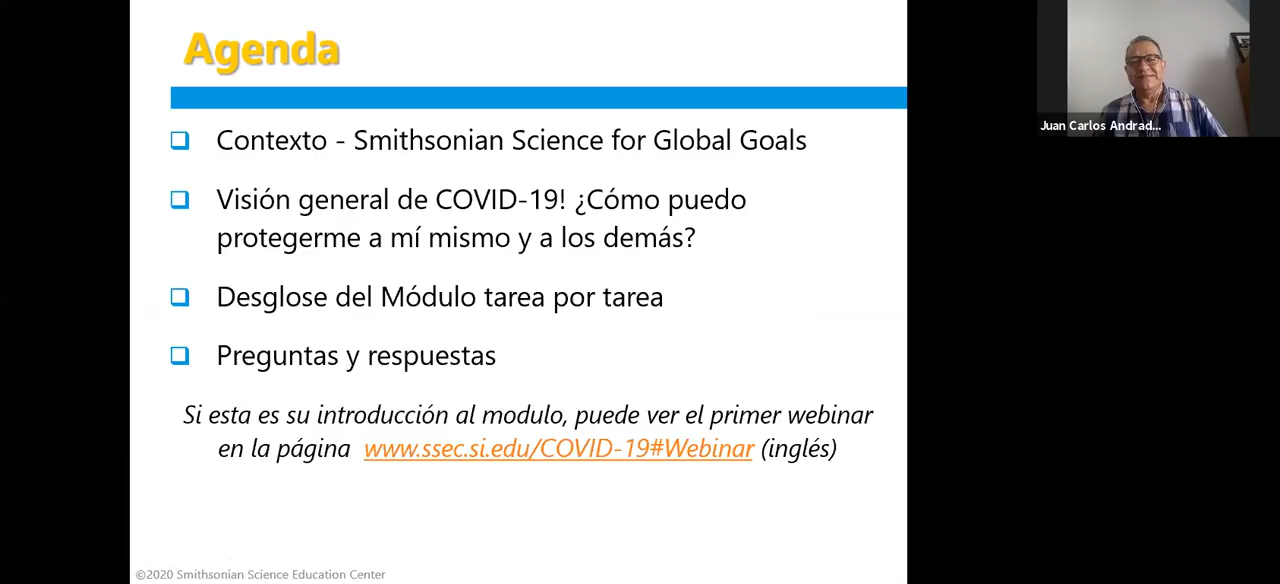 Agenda
Contexto - Smithsonian Science for Global Goals
Visión general de COVID-19! ¿Cómo puedo
protegerme a mí mismo y a los demás?
Desglose del Módulo tarea por tarea
Preguntas y respuestas
Si esta es su introducción al modulo, puede ver el primer webinar
en la página www.ssec.si.edu/COVID-19#Webinar (inglés)
©2020 Smithsonian Science Education Center
Juan Carlos Andrad...